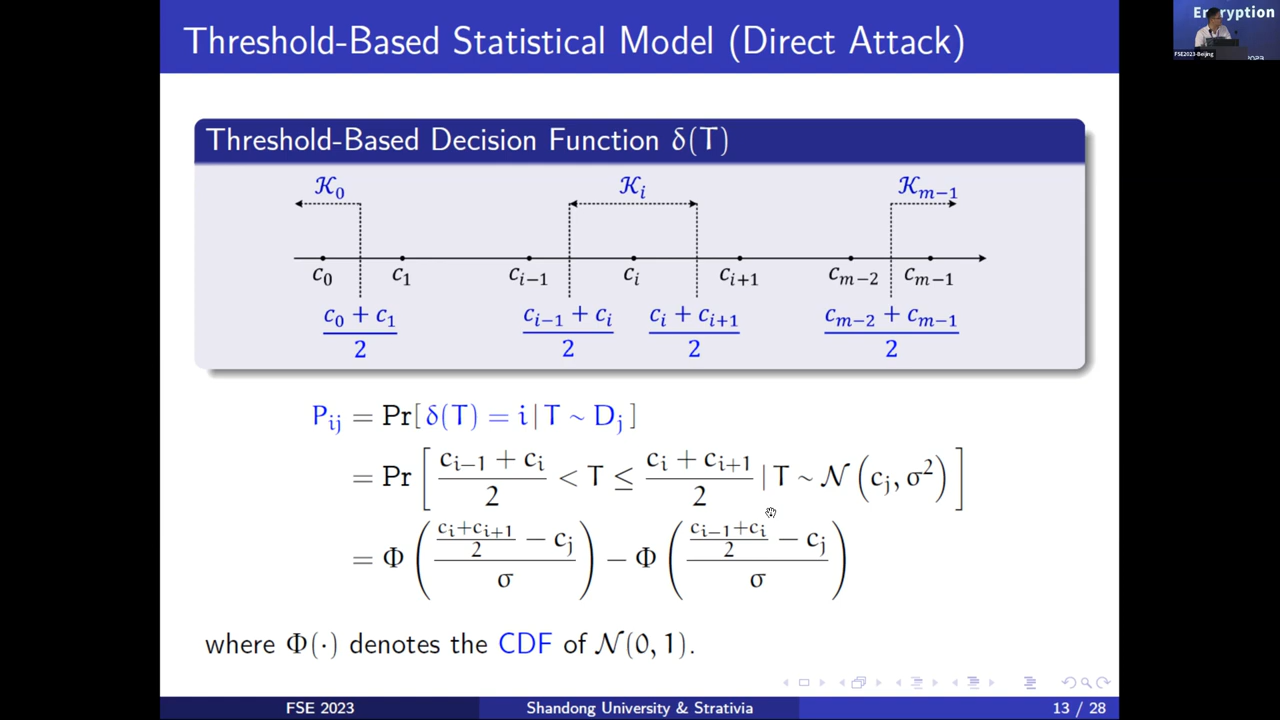 Threshold-Based Statistical Model (Direct Attack)
Encryption
FSE2023-Beijing
2023
Threshold-Based Decision Function δ(T)
𝒦₀ 𝒦ᵢ 𝒦ₘ₋₁
c₀ c₁ cᵢ₋₁ cᵢ cᵢ₊₁ cₘ₋₂ cₘ₋₁
(c₀ + c₁)/2 (cᵢ₋₁ + cᵢ)/2 (cᵢ + cᵢ₊₁)/2 (cₘ₋₂ + cₘ₋₁)/2
Pᵢⱼ = Pr[ δ(T) = i | T ~ Dⱼ ]
= Pr [ (cᵢ₋₁ + cᵢ)/2 < T ≤ (cᵢ + cᵢ₊₁)/2 | T ~ 𝒩 (cⱼ, σ²) ]
= Φ ( ((cᵢ+cᵢ₊₁)/2 − cⱼ)/σ ) − Φ ( ((cᵢ₋₁+cᵢ)/2 − cⱼ)/σ )
where Φ(·) denotes the CDF of 𝒩(0, 1).
FSE 2023 Shandong University & Strativia 13 / 28